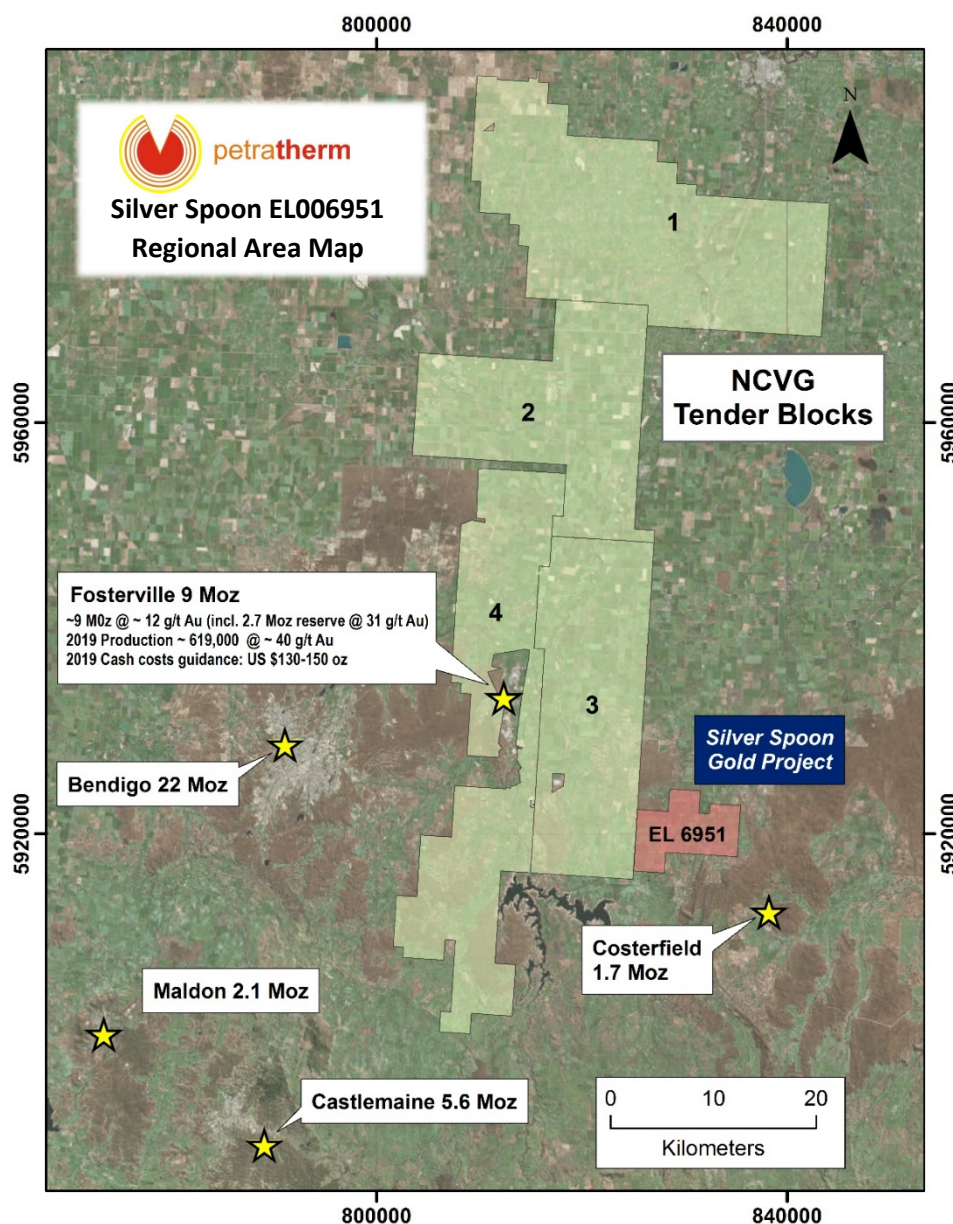 800000
840000
petratherm
Silver Spoon EL006951
Regional Area Map
N
1
NCVG
Tender Blocks
2
5960000
5960000
Fosterville 9 Moz
~9 M0z @ ~ 12 g/t Au (incl. 2.7 Moz reserve @ 31 g/t Au)
2019 Production ~ 619,000 @ ~ 40 g/t Au
2019 Cash costs guidance: US $130-150 oz
4
3
Silver Spoon
Gold Project
Bendigo 22 Moz
5920000
EL 6951
5920000
Costerfield
1.7 Moz
Maldon 2.1 Moz
Castlemaine 5.6 Moz
0 10 20
Kilometers
800000
840000